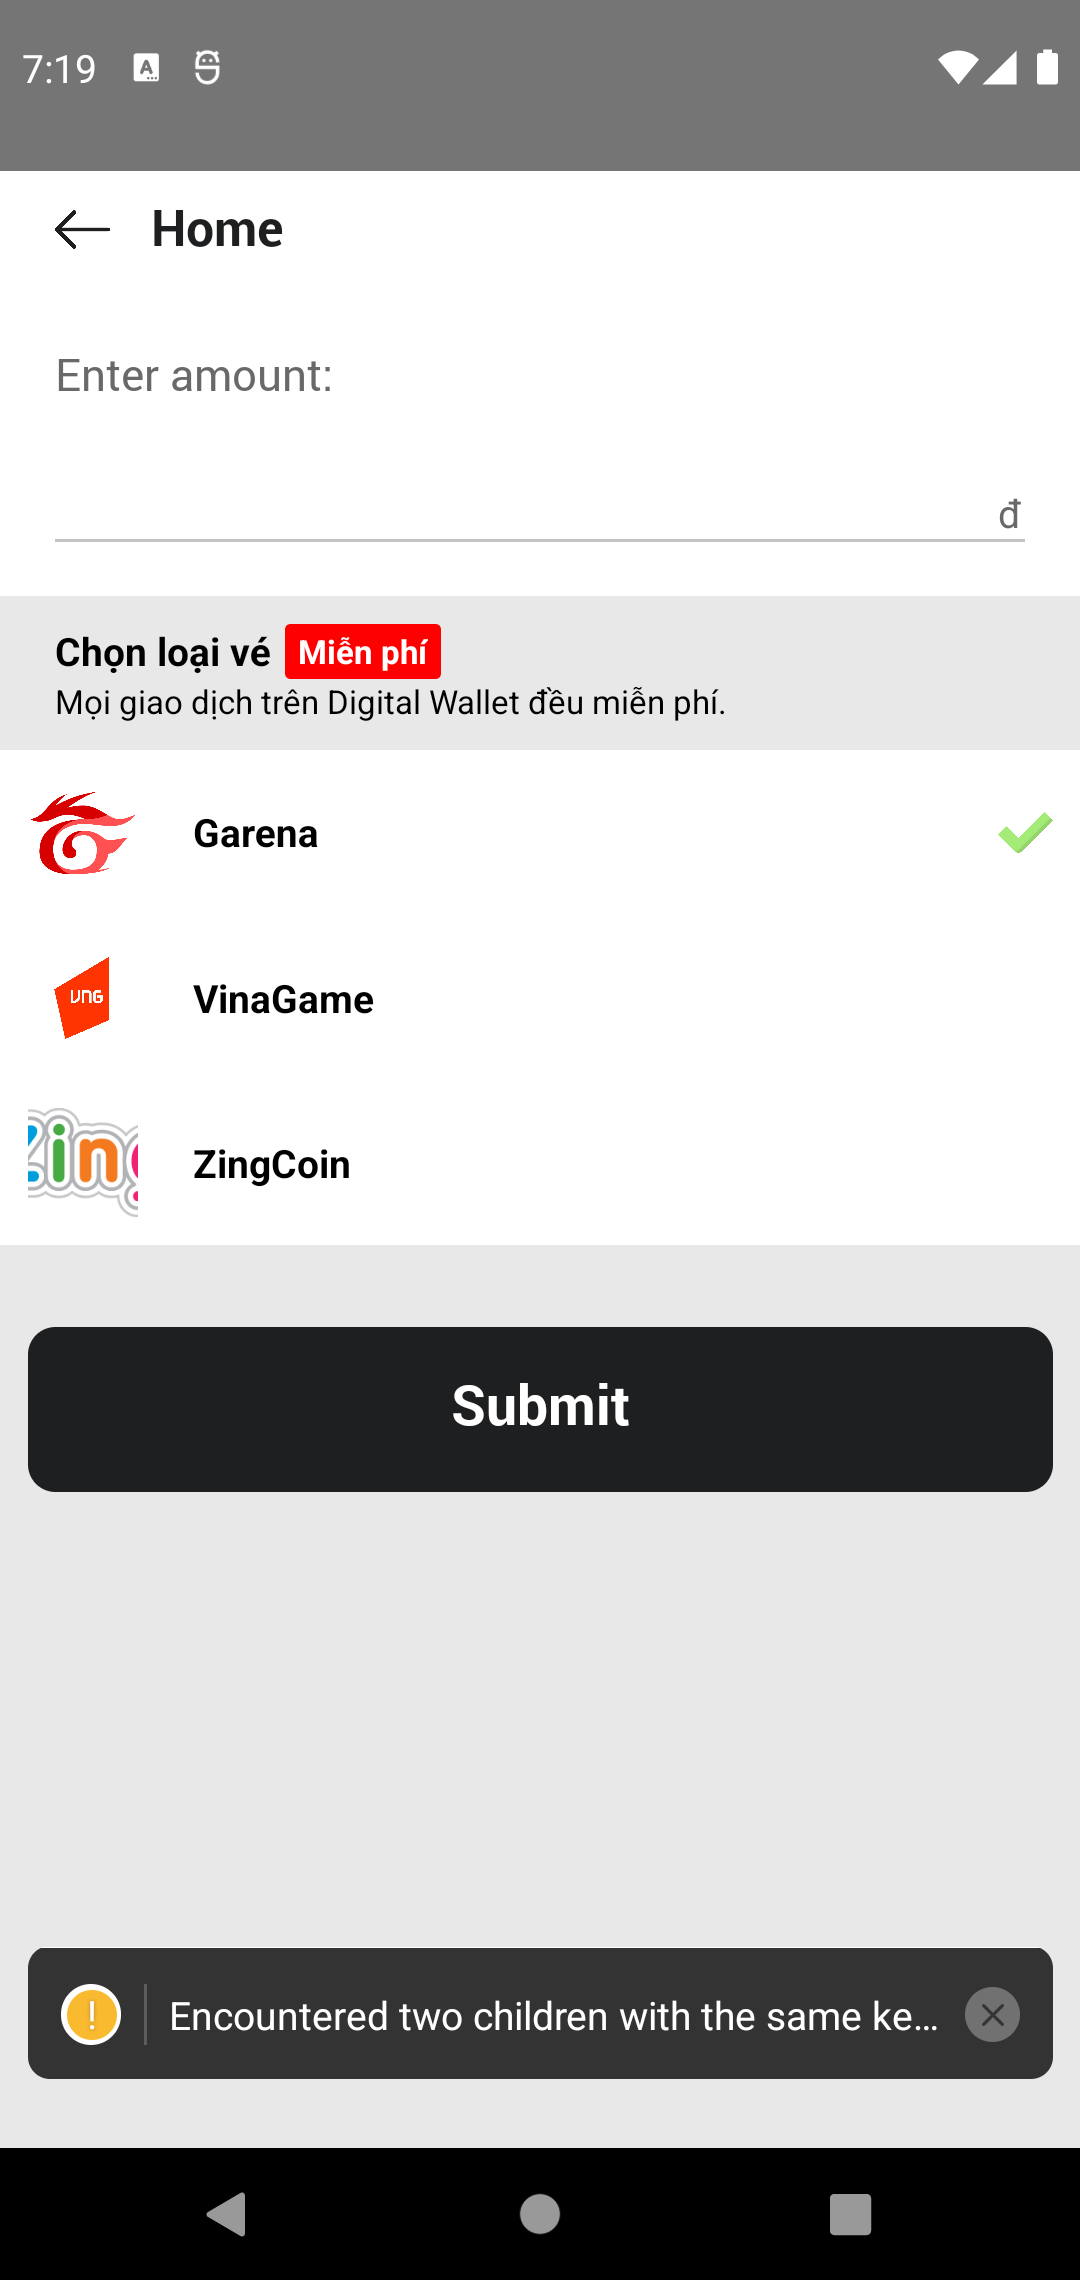 7:19
Home
Enter amount:
đ
Chọn loại vé Miễn phí
Mọi giao dịch trên Digital Wallet đều miễn phí.
Garena
VNG
VinaGame
Zing
ZingCoin
Submit
Encountered two children with the same ke...